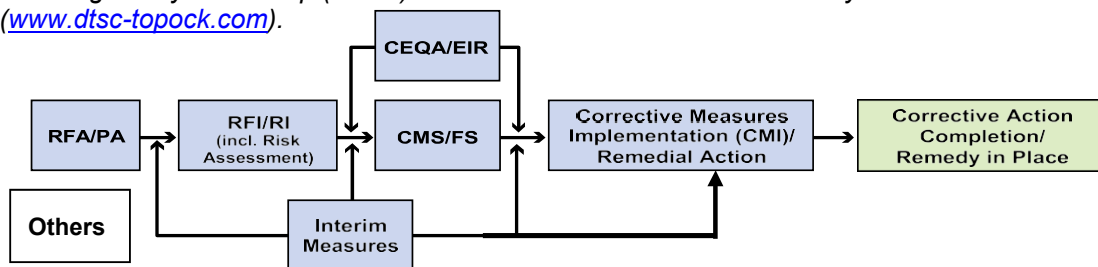 (www.dtsc-topock.com).
CEQA/EIR
RFA/PA
RFI/RI
(incl. Risk
Assessment)
CMS/FS
Corrective Measures
Implementation (CMI)/
Remedial Action
Corrective Action
Completion/
Remedy in Place
Others
Interim
Measures